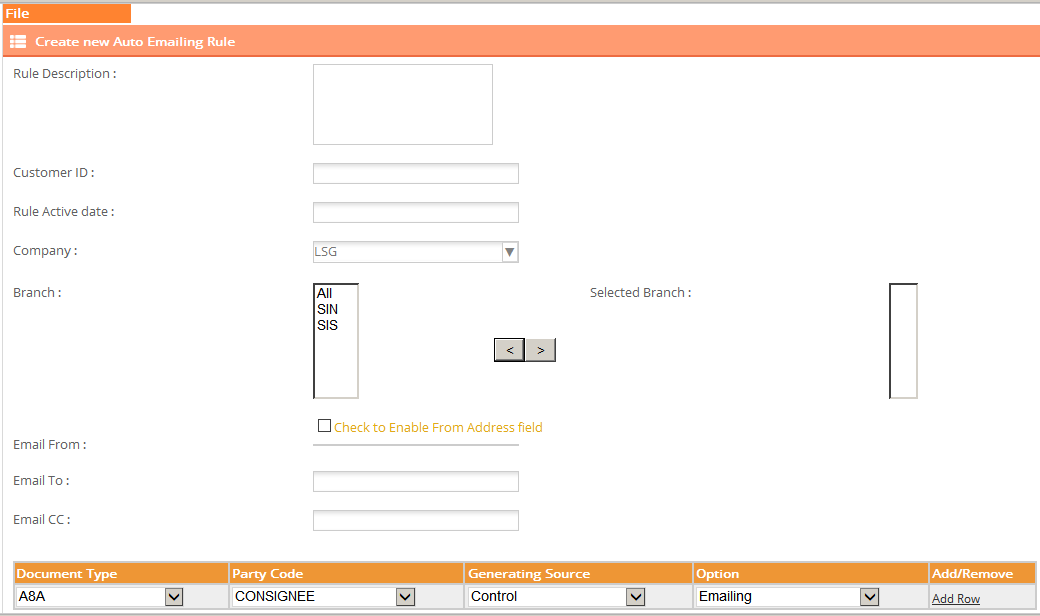 File
Create new Auto Emailing Rule
Rule Description :
Customer ID :
Rule Active date :
Company : LSG
Branch : All Selected Branch :
SIN
SIS
< >
Check to Enable From Address field
Email From :
Email To :
Email CC :
Document Type Party Code Generating Source Option Add/Remove
A8A CONSIGNEE Control Emailing Add Row